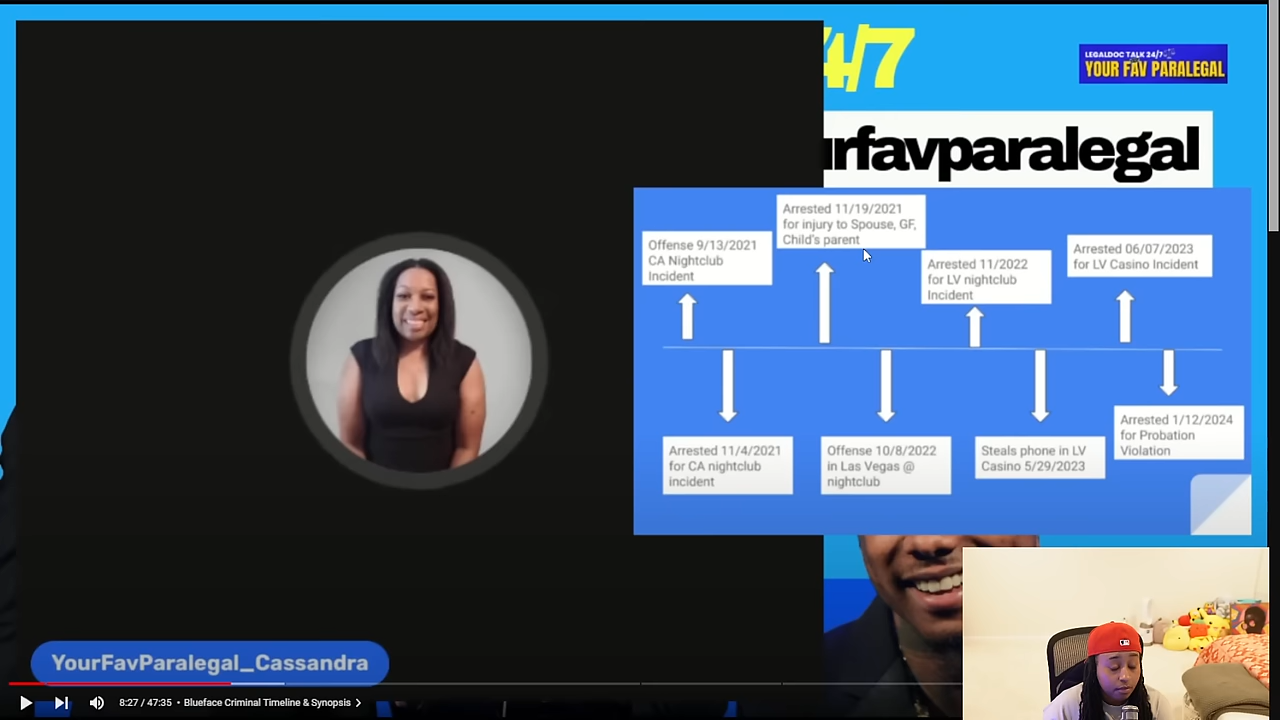 4/7
LEGALDOC TALK 24/7
YOUR FAV PARALEGAL
rfavparalegal
Offense 9/13/2021
CA Nightclub
Incident
Arrested 11/19/2021
for injury to Spouse, GF,
Child's parent
Arrested 11/2022
for LV nightclub
Incident
Arrested 06/07/2023
for LV Casino Incident
Arrested 11/4/2021
for CA nightclub
incident
Offense 10/8/2022
in Las Vegas @
nightclub
Steals phone in LV
Casino 5/29/2023
Arrested 1/12/2024
for Probation
Violation
YourFavParalegal_Cassandra
8:27 / 47:35 • Blueface Criminal Timeline & Synopsis